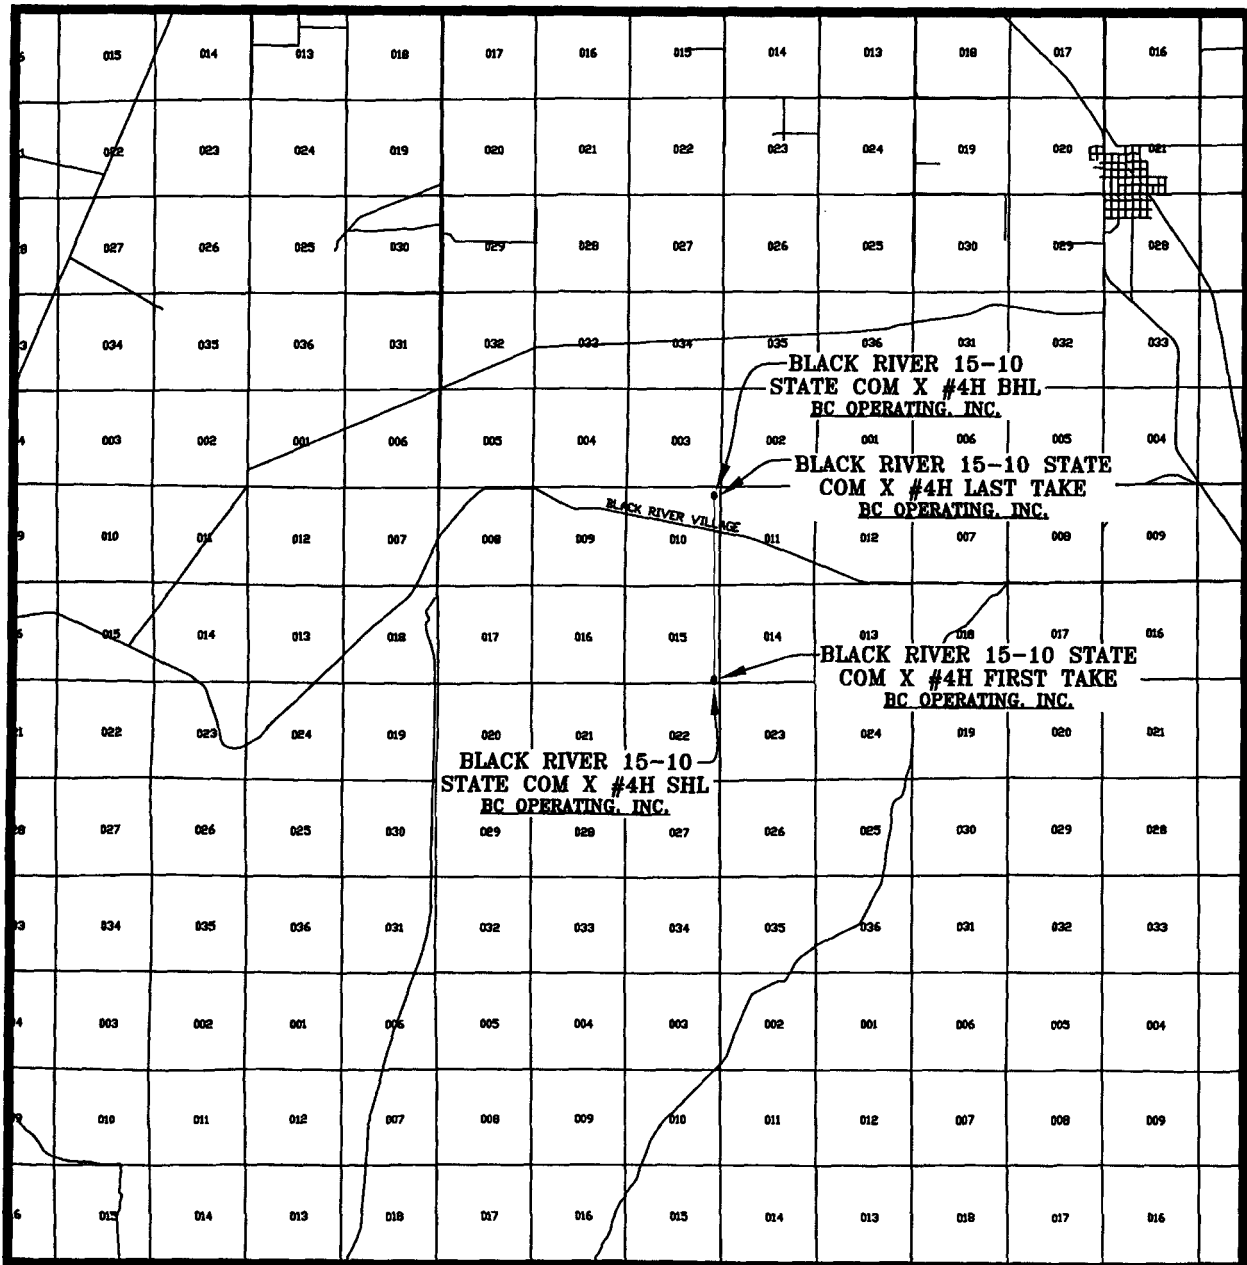 6 015 014 013 018 017 016 015 014 013 018 017 016
022 023 024 019 020 021 022 023 024 019 020 021
027 026 025 030 029 028 027 026 025 030 029 028
3 034 035 036 031 032 033 034 035 036 031 032 033
BLACK RIVER 15-10
STATE COM X #4H BHL
BC OPERATING, INC.
4 003 002 001 006 005 004 003 002 001 006 005 004
BLACK RIVER 15-10 STATE
COM X #4H LAST TAKE
BC OPERATING, INC.
BLACK RIVER VILLAGE
9 010 011 012 007 008 009 010 011 012 007 008 009
6 015 014 013 018 017 016 015 014 013 018 017 016
BLACK RIVER 15-10 STATE
COM X #4H FIRST TAKE
BC OPERATING, INC.
21 022 023 024 019 020 021 022 023 024 019 020 021
BLACK RIVER 15-10
STATE COM X #4H SHL
BC OPERATING, INC.
28 027 026 025 030 029 028 027 026 025 030 029 028
33 034 035 036 031 032 033 034 035 036 031 032 033
4 003 002 001 006 005 004 003 002 001 006 005 004
010 011 012 007 008 009 010 011 012 007 008 009
6 015 014 013 018 017 016 015 014 013 018 017 016